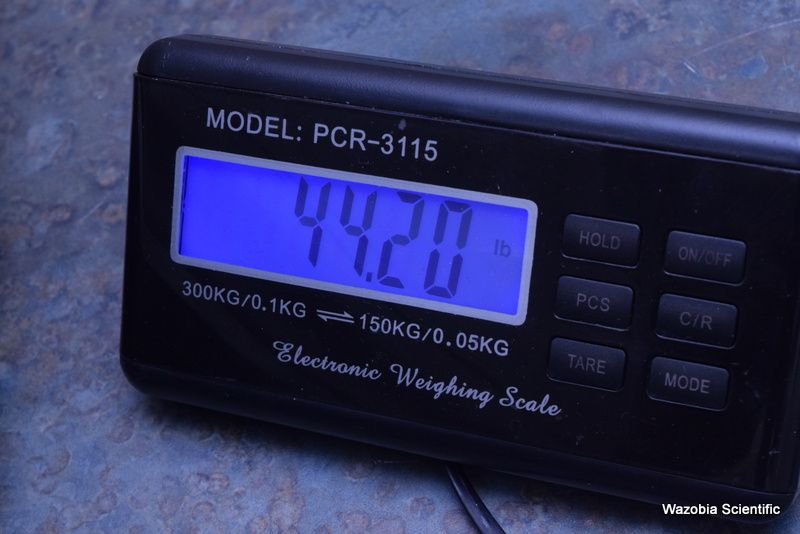 MODEL: PCR-3115
44.20 lb
300KG/0.1KG ⇌ 150KG/0.05KG
Electronic Weighing Scale
HOLD ON/OFF
PCS C/R
TARE MODE
Wazobia Scientific